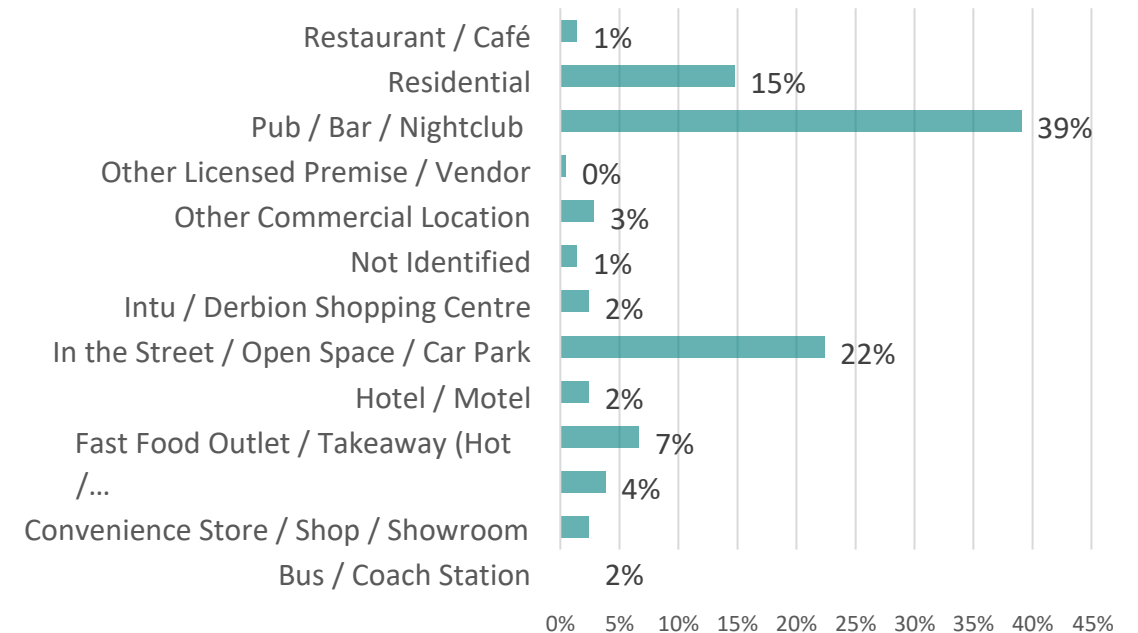 Restaurant / Café 1%
Residential 15%
Pub / Bar / Nightclub 39%
Other Licensed Premise / Vendor 0%
Other Commercial Location 3%
Not Identified 1%
Intu / Derbion Shopping Centre 2%
In the Street / Open Space / Car Park 22%
Hotel / Motel 2%
Fast Food Outlet / Takeaway (Hot 7%
/... 4%
Convenience Store / Shop / Showroom
Bus / Coach Station 2%
0% 5% 10% 15% 20% 25% 30% 35% 40% 45%